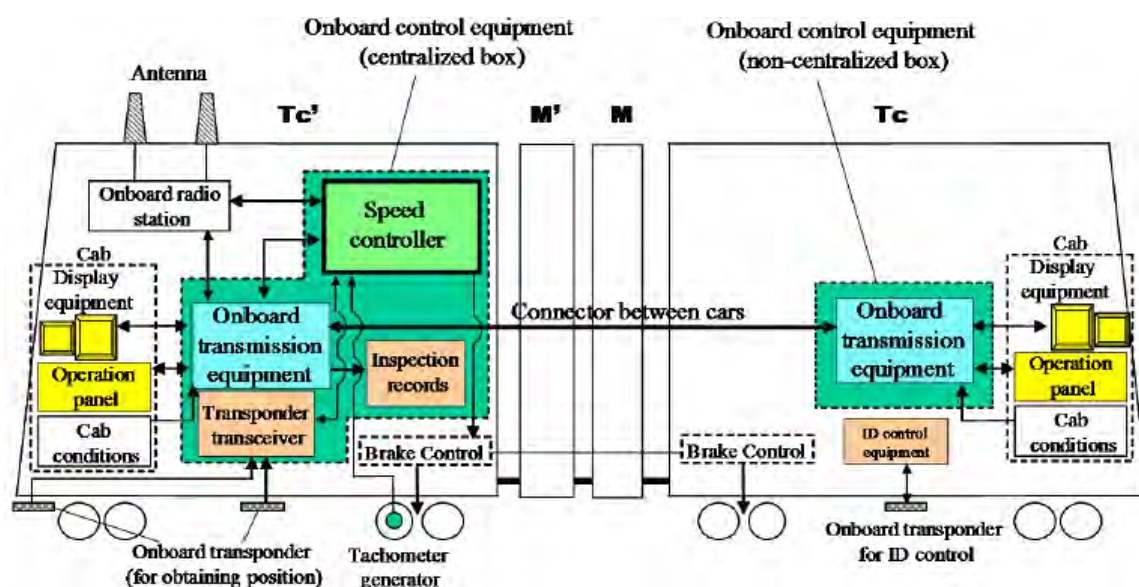 Onboard control equipment
(centralized box)
Onboard control equipment
(non-centralized box)
Antenna
Tc’
M’
M
Tc
Onboard radio
station
Speed
controller
Cab
Display
equipment
Operation
panel
Cab
conditions
Onboard
transmission
equipment
Transponder
transceiver
Inspection
records
Connector between cars
Brake Control
Brake Control
Onboard
transmission
equipment
ID control
equipment
Cab
Display
equipment
Operation
panel
Cab
conditions
Onboard transponder
(for obtaining position)
Tachometer
generator
Onboard transponder
for ID control